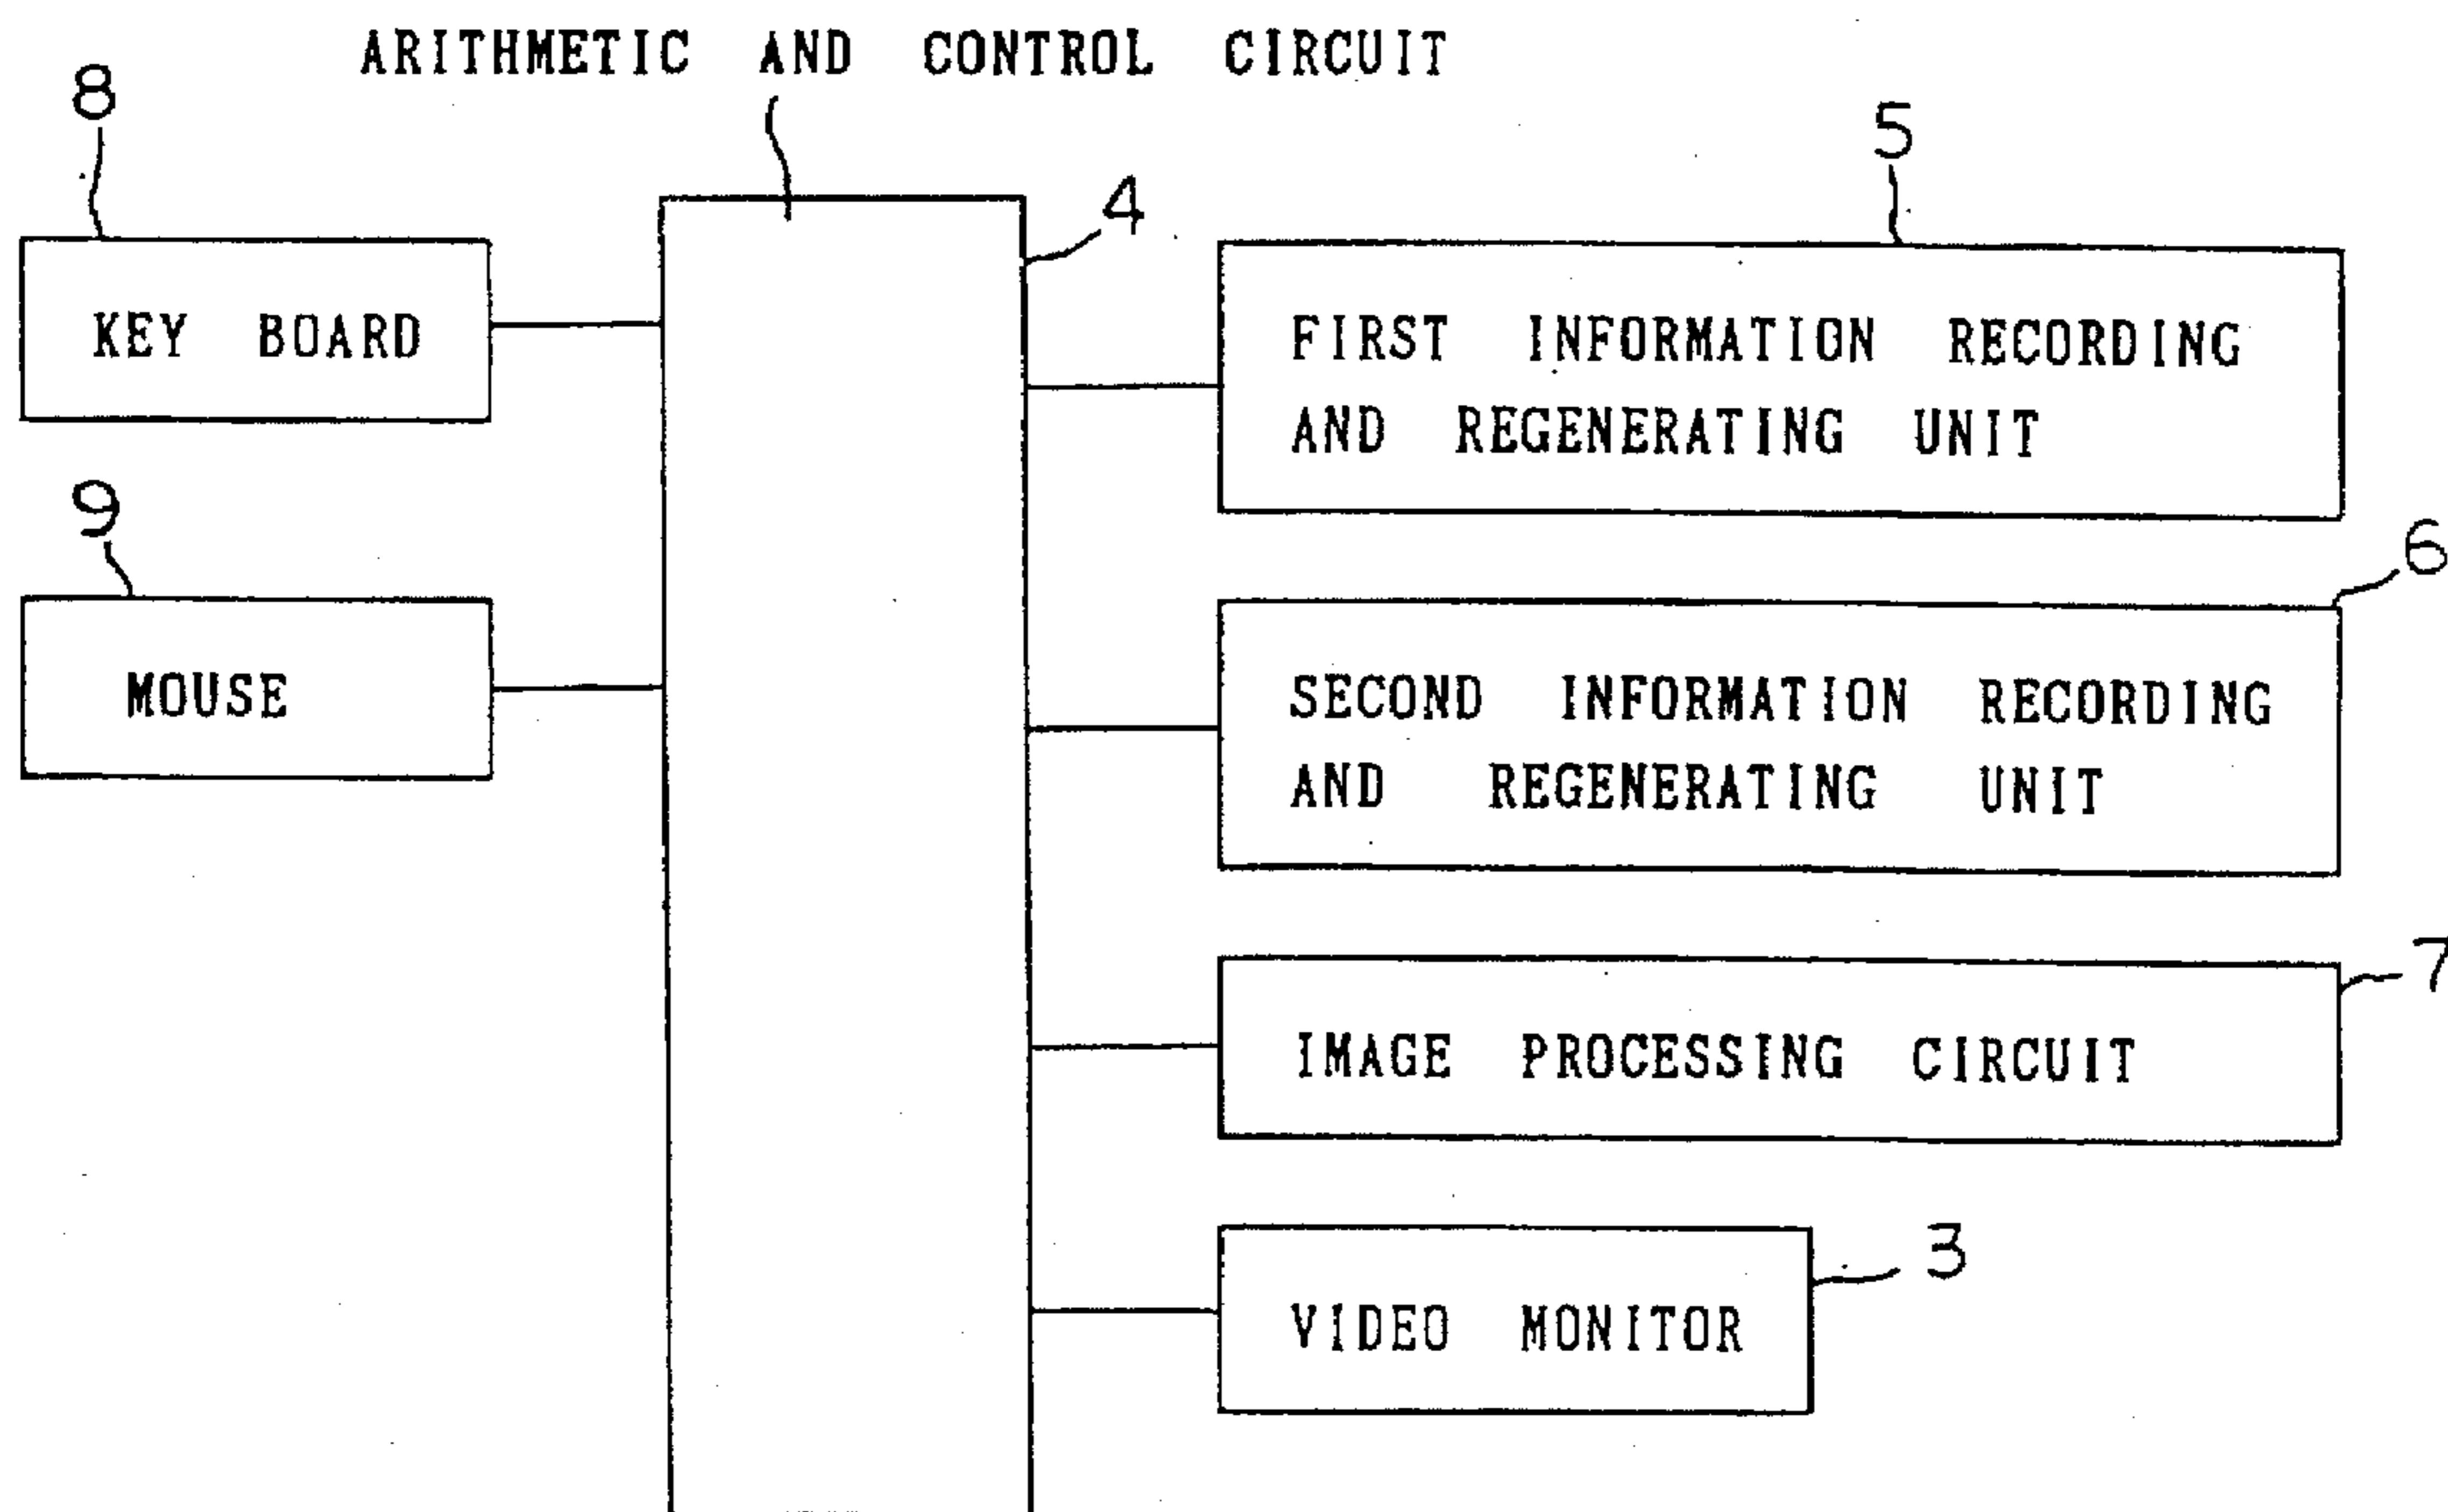 ARITHMETIC AND CONTROL CIRCUIT
8
5
4
KEY BOARD
FIRST INFORMATION RECORDING
AND REGENERATING UNIT
9
6
MOUSE
SECOND INFORMATION RECORDING
AND REGENERATING UNIT
7
IMAGE PROCESSING CIRCUIT
3
VIDEO MONITOR